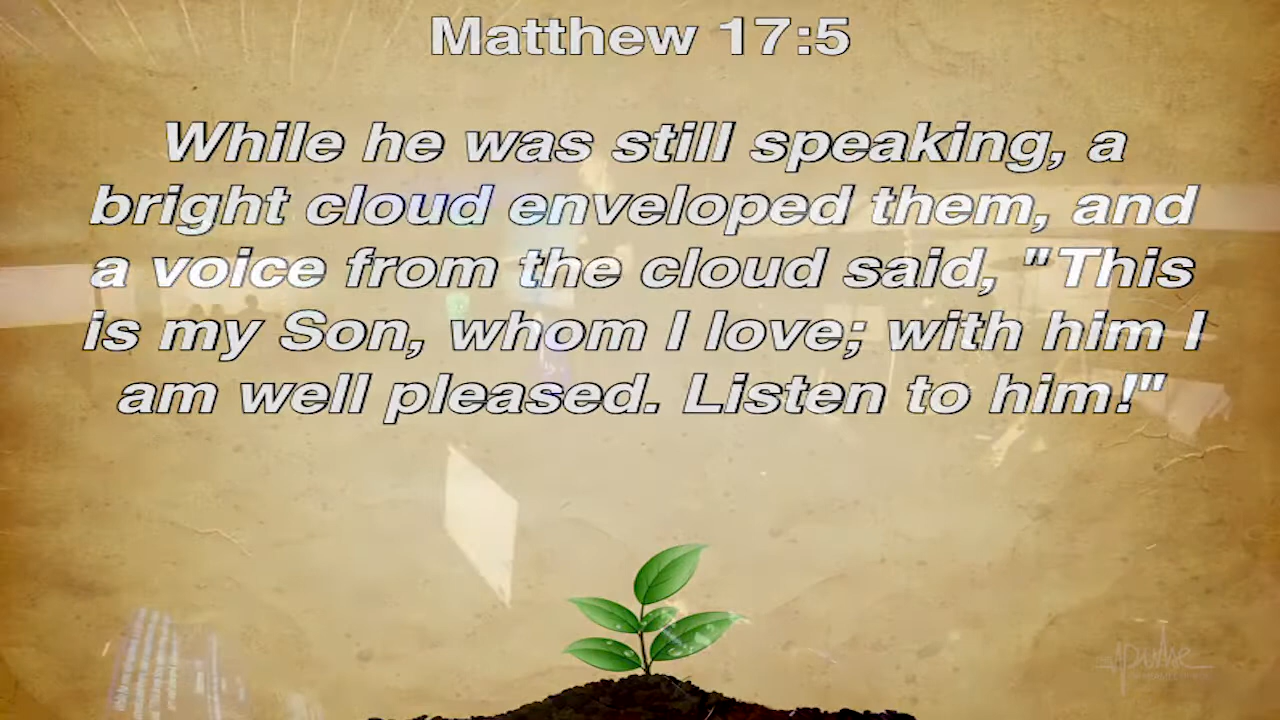 Matthew 17:5
While he was still speaking, a
bright cloud enveloped them, and
a voice from the cloud said, "This
is my Son, whom I love; with him I
am well pleased. Listen to him!"
pulse